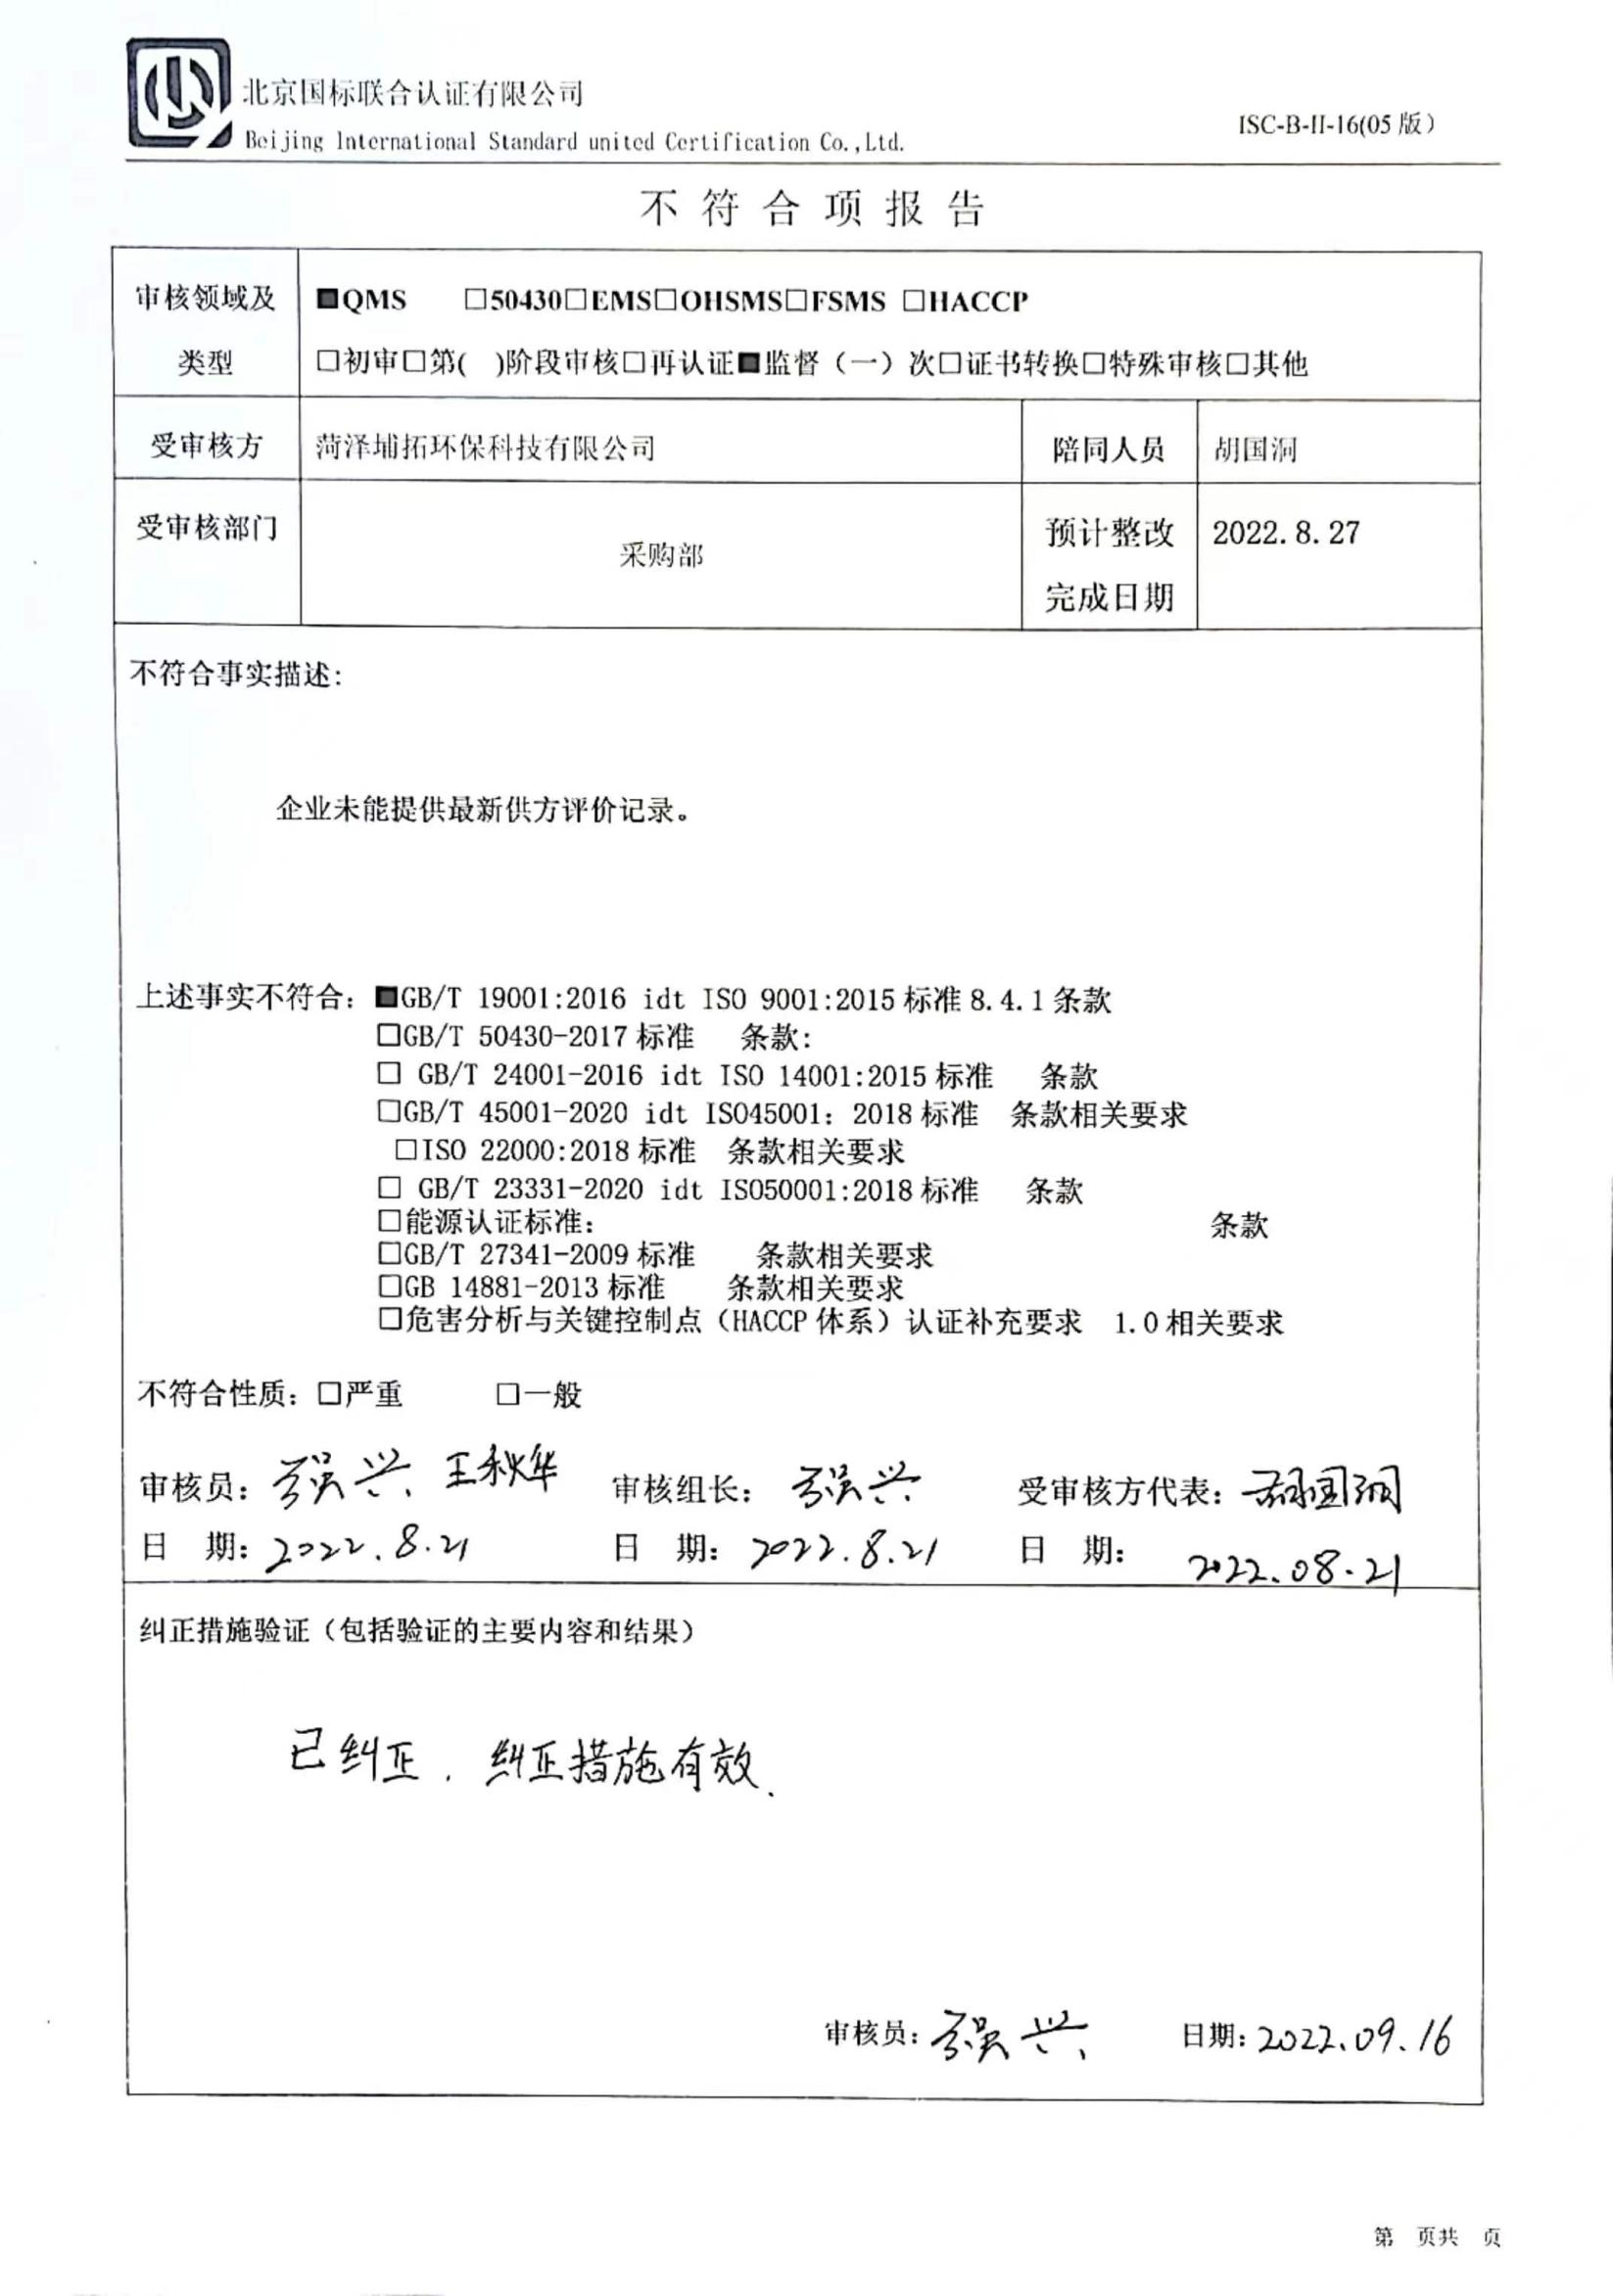 北京国标联合认证有限公司
Beijing International Standard united Certification Co.,Ltd.
ISC-B-II-16(05 版)
不符合项报告
审核领域及类型
■QMS □50430□EMS□OHSMS□FSMS □HACCP
□初审□第( )阶段审核□再认证■监督（一）次□证书转换□特殊审核□其他
受审核方 菏泽埔拓环保科技有限公司 陪同人员 胡国洞
受审核部门 采购部 预计整改完成日期 2022.8.27
不符合事实描述：
企业未能提供最新供方评价记录。
上述事实不符合：■GB/T 19001:2016 idt ISO 9001:2015 标准 8.4.1 条款
□GB/T 50430-2017 标准 条款：
□ GB/T 24001-2016 idt ISO 14001:2015 标准 条款
□GB/T 45001-2020 idt ISO45001：2018 标准 条款相关要求
□ISO 22000:2018 标准 条款相关要求
□ GB/T 23331-2020 idt ISO50001:2018 标准 条款
□能源认证标准： 条款
□GB/T 27341-2009 标准 条款相关要求
□GB 14881-2013 标准 条款相关要求
□危害分析与关键控制点（HACCP 体系）认证补充要求 1.0 相关要求
不符合性质：□严重 □一般
审核员： 兴、王秋华 审核组长： 兴 受审核方代表：胡国洞
日 期：2022.8.21 日 期：2022.8.21 日 期：2022.08.21
纠正措施验证（包括验证的主要内容和结果）
已纠正．纠正措施有效．
审核员： 兴 日期：2022.09.16
第 页共 页